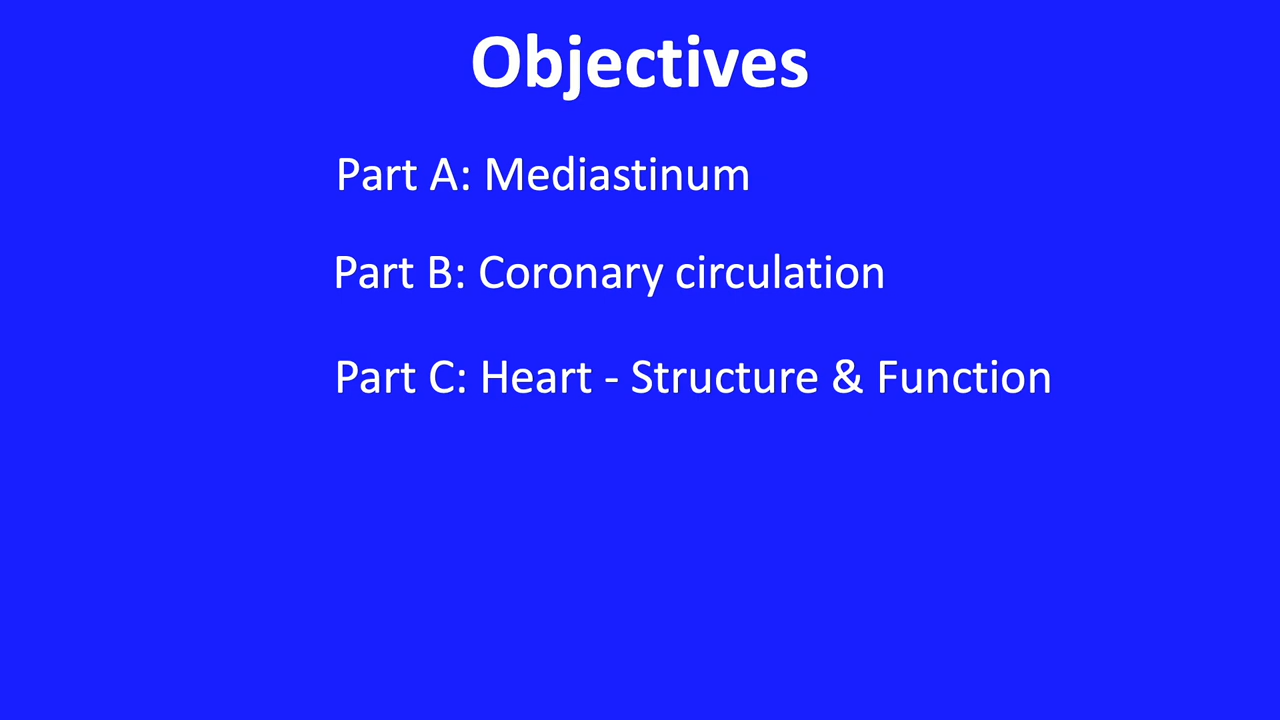 Objectives
Part A: Mediastinum
Part B: Coronary circulation
Part C: Heart - Structure & Function